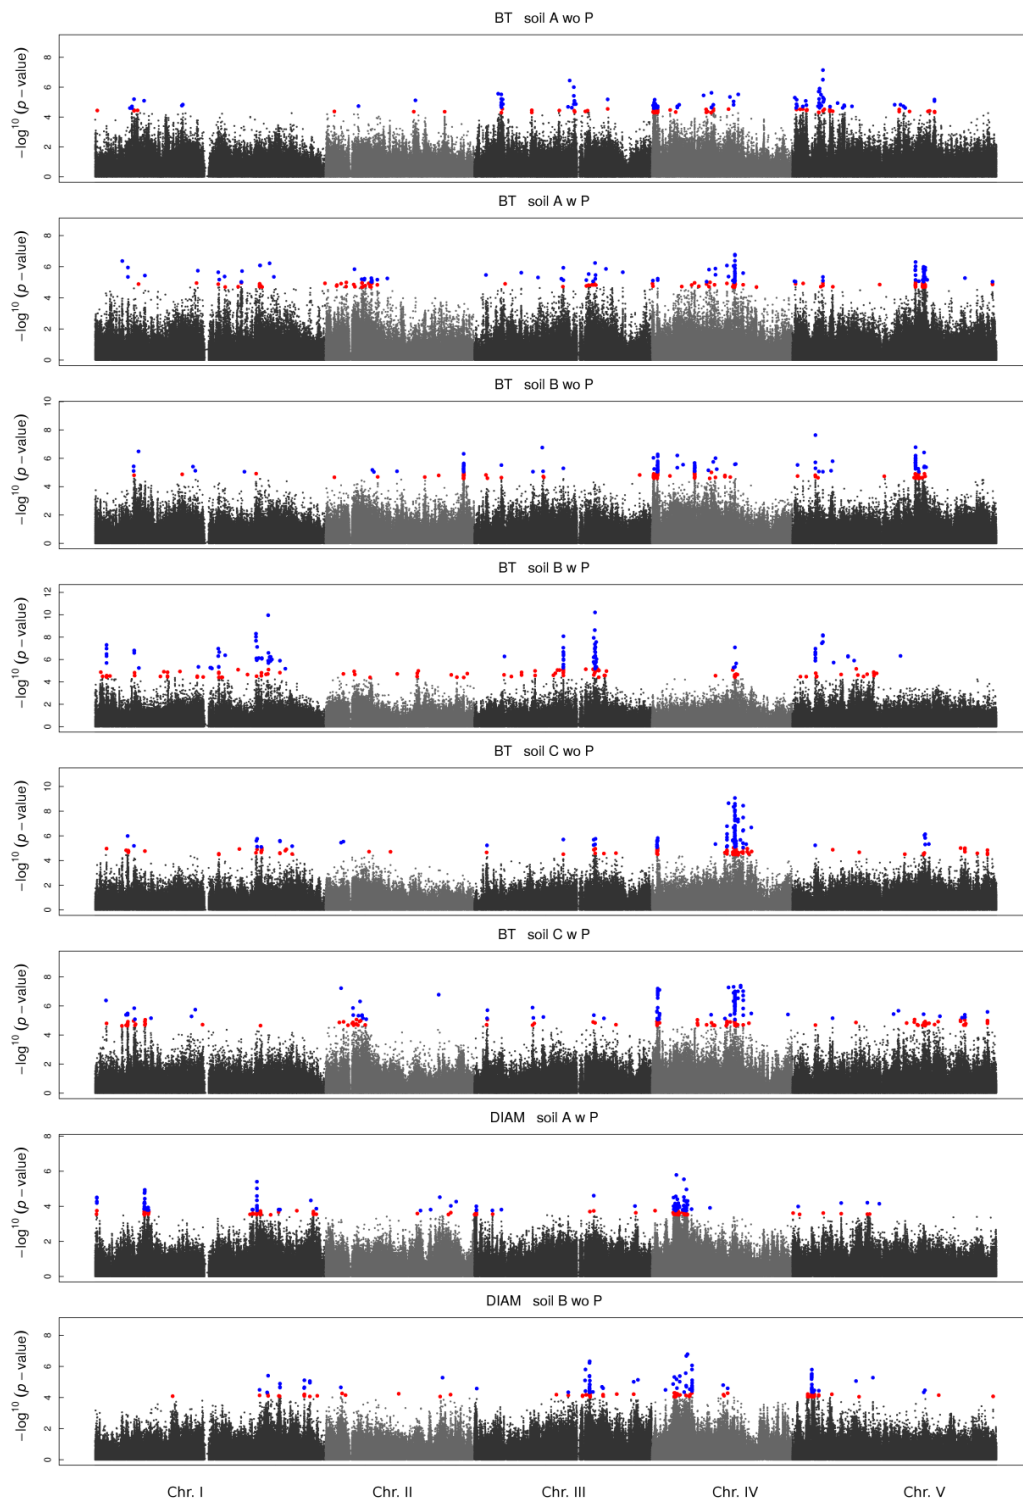 BT soil A wo P
−log¹⁰ (p − value)
8
6
4
2
0
BT soil A w P
−log¹⁰ (p − value)
8
6
4
2
0
BT soil B wo P
−log¹⁰ (p − value)
10
8
6
4
2
0
BT soil B w P
−log¹⁰ (p − value)
12
10
8
6
4
2
0
BT soil C wo P
−log¹⁰ (p − value)
10
8
6
4
2
0
BT soil C w P
−log¹⁰ (p − value)
8
6
4
2
0
DIAM soil A w P
−log¹⁰ (p − value)
8
6
4
2
0
DIAM soil B wo P
−log¹⁰ (p − value)
8
6
4
2
0
Chr. I Chr. II Chr. III Chr. IV Chr. V